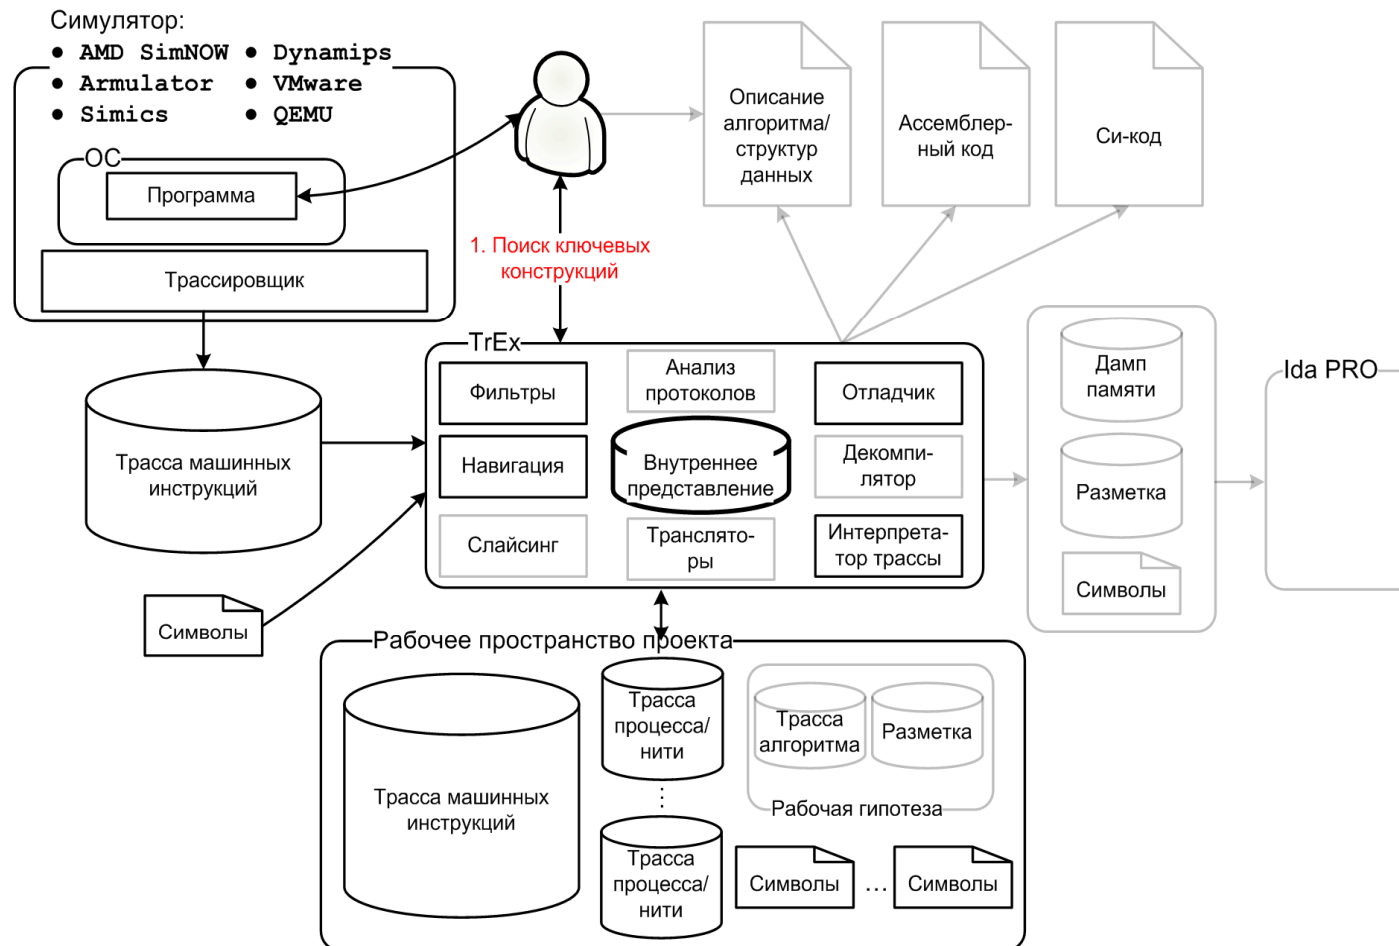 Симулятор:
● AMD SimNOW ● Dynamips
● Armulator ● VMware
● Simics ● QEMU
ОС
Программа
Трассировщик
1. Поиск ключевых
конструкций
Описание
алгоритма/
структур
данных
Ассемблер-
ный код
Си-код
Трасса машинных
инструкций
Символы
TrEx
Фильтры
Анализ
протоколов
Отладчик
Навигация
Внутреннее
представление
Декомпи-
лятор
Слайсинг
Транслято-
ры
Интерпрета-
тор трассы
Дамп
памяти
Разметка
Символы
Ida PRO
Рабочее пространство проекта
Трасса машинных
инструкций
Трасса
процесса/
нити
⋮
Трасса
процесса/
нити
Трасса
алгоритма
Разметка
Рабочая гипотеза
Символы ... Символы